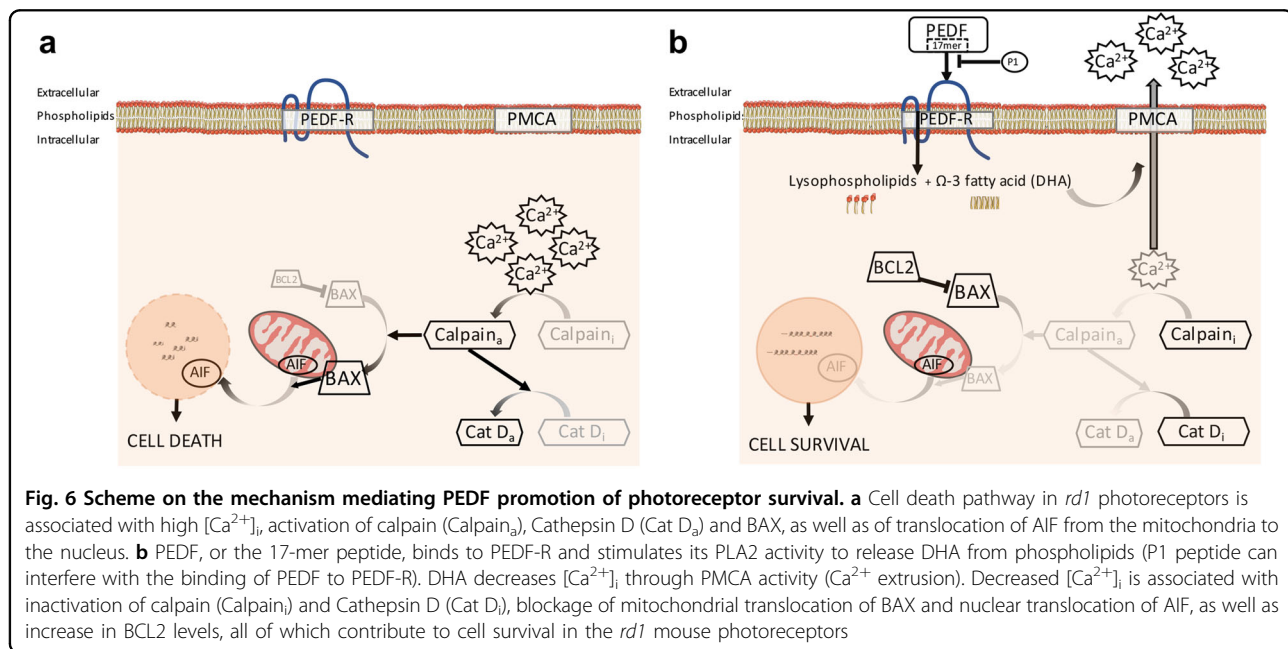 a
Extracellular
Phospholipids
Intracellular
PEDF-R
PMCA
Ca²⁺
Ca²⁺
Ca²⁺
Ca²⁺
BCL2
BAX
Calpainₐ
Calpainᵢ
AIF
AIF
BAX
Cat Dₐ
Cat Dᵢ
CELL DEATH
b
PEDF
17mer
P1
Ca²⁺
Ca²⁺
Ca²⁺
Extracellular
Phospholipids
Intracellular
PEDF-R
PMCA
Lysophospholipids + Ω-3 fatty acid (DHA)
Ca²⁺
BCL2
BAX
Calpainₐ
Calpainᵢ
AIF
AIF
BAX
Cat Dₐ
Cat Dᵢ
CELL SURVIVAL
Fig. 6 Scheme on the mechanism mediating PEDF promotion of photoreceptor survival. a Cell death pathway in rd1 photoreceptors is
associated with high [Ca²⁺]ᵢ, activation of calpain (Calpainₐ), Cathepsin D (Cat Dₐ) and BAX, as well as of translocation of AIF from the mitochondria to
the nucleus. b PEDF, or the 17-mer peptide, binds to PEDF-R and stimulates its PLA2 activity to release DHA from phospholipids (P1 peptide can
interfere with the binding of PEDF to PEDF-R). DHA decreases [Ca²⁺]ᵢ through PMCA activity (Ca²⁺ extrusion). Decreased [Ca²⁺]ᵢ is associated with
inactivation of calpain (Calpainᵢ) and Cathepsin D (Cat Dᵢ), blockage of mitochondrial translocation of BAX and nuclear translocation of AIF, as well as
increase in BCL2 levels, all of which contribute to cell survival in the rd1 mouse photoreceptors